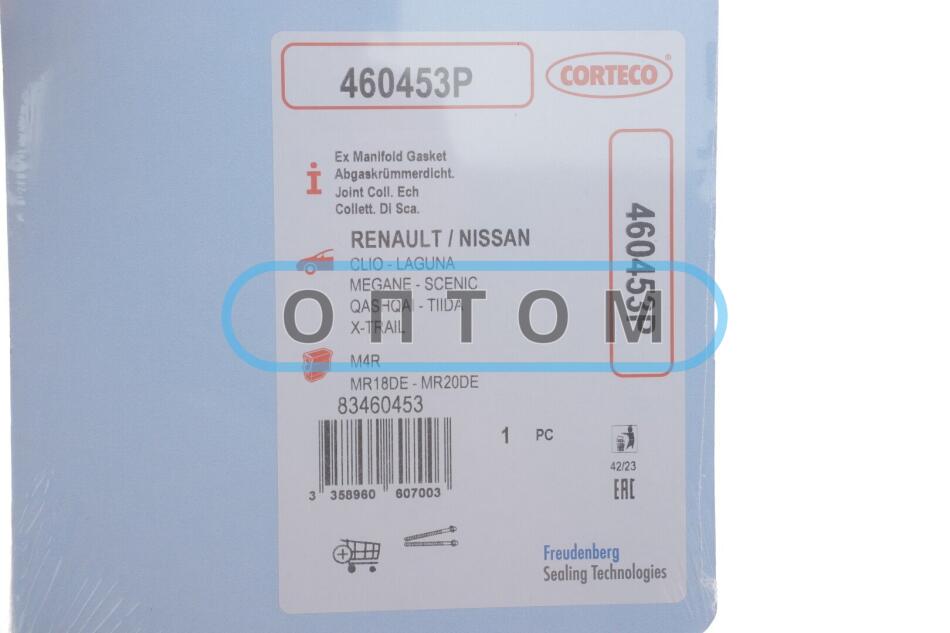 460453P
CORTECO®
Ex Manifold Gasket
Abgaskrümmerdicht.
Joint Coll. Ech
Collett. Di Sca.
460453P
RENAULT / NISSAN
CLIO - LAGUNA
MEGANE - SCENIC
QASHQAI - TIIDA
X-TRAIL
ОПТОМ
M4R
MR18DE - MR20DE
83460453
1 PC
3 358960 607003
42/23
EAC
Freudenberg
Sealing Technologies